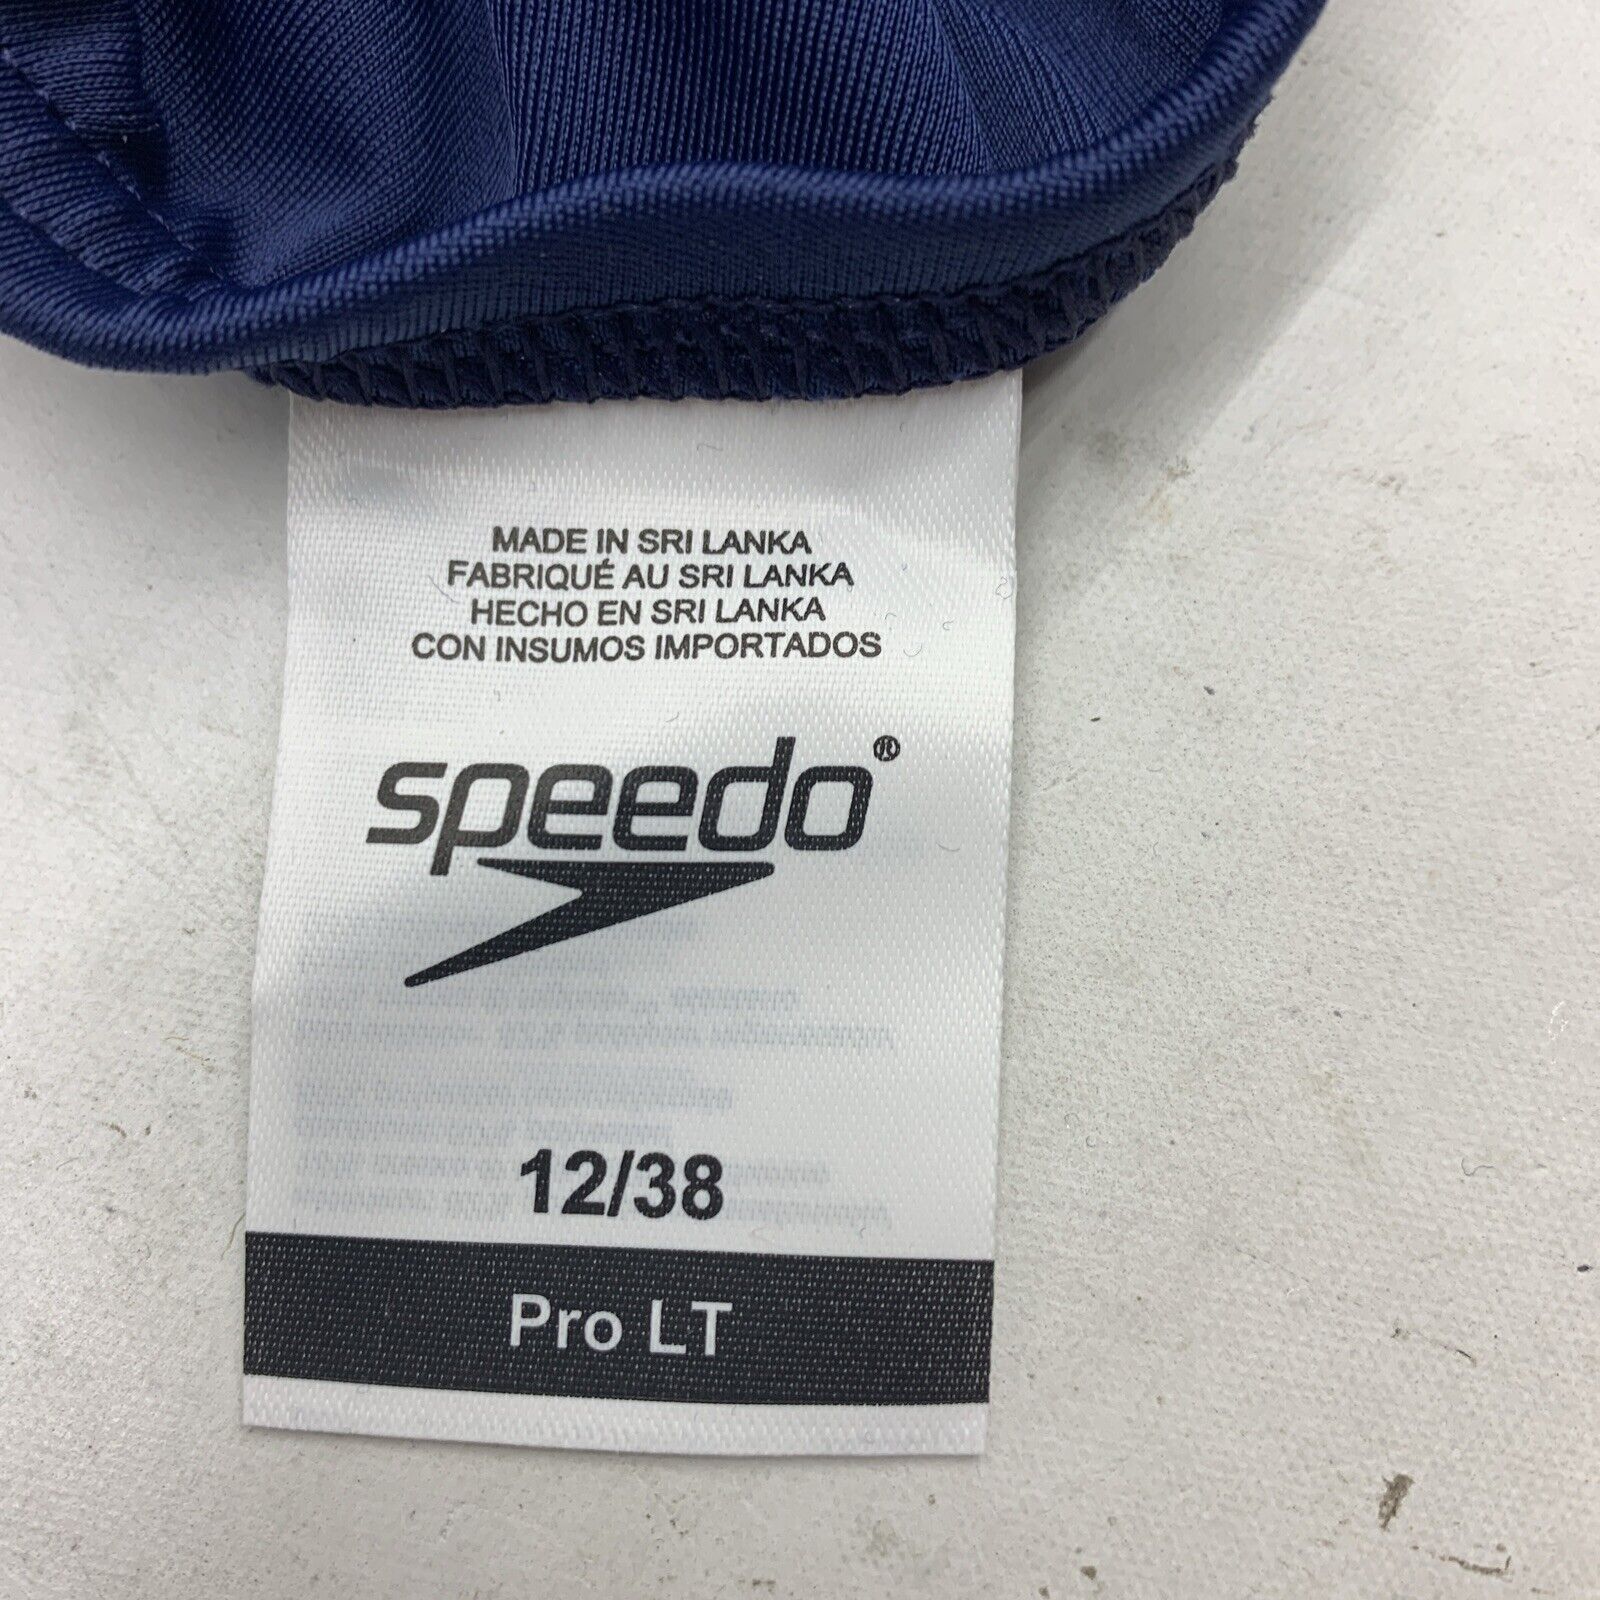 MADE IN SRI LANKA
FABRIQUÉ AU SRI LANKA
HECHO EN SRI LANKA
CON INSUMOS IMPORTADOS
speedo®
12/38
Pro LT